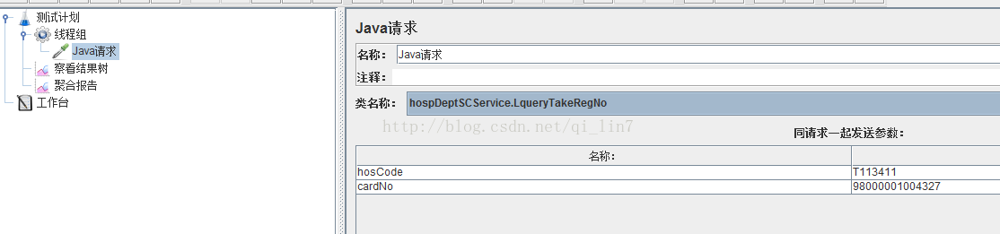 测试计划
线程组
Java请求
察看结果树
聚合报告
工作台
Java请求
名称： Java请求
注释：
类名称： hospDeptSCService.LqueryTakeRegNo
http://blog.csdn.net/qi_lin7
同请求一起发送参数：
名称：
hosCode T113411
cardNo 98000001004327